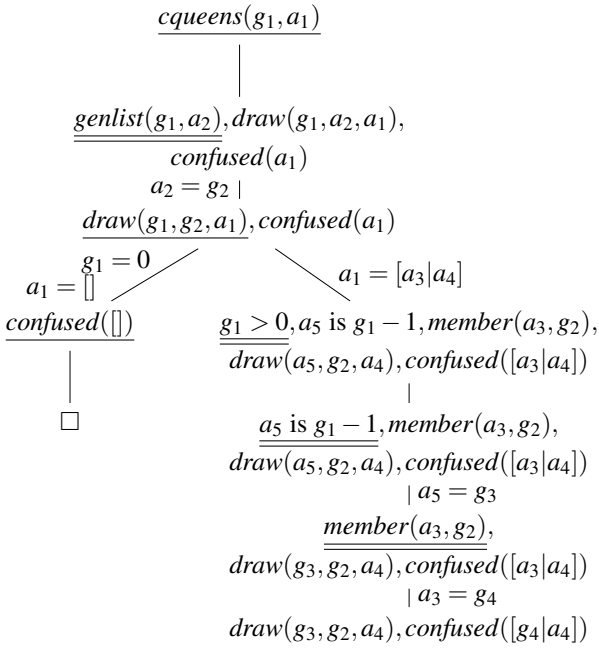 cqueens(g₁,a₁)
genlist(g₁,a₂),draw(g₁,a₂,a₁),
confused(a₁)
a₂ = g₂
draw(g₁,g₂,a₁),confused(a₁)
g₁ = 0
a₁ = []
a₁ = [a₃|a₄]
confused([])
□
g₁ > 0,a₅ is g₁ − 1,member(a₃,g₂),
draw(a₅,g₂,a₄),confused([a₃|a₄])
a₅ is g₁ − 1,member(a₃,g₂),
draw(a₅,g₂,a₄),confused([a₃|a₄])
a₅ = g₃
member(a₃,g₂),
draw(g₃,g₂,a₄),confused([a₃|a₄])
a₃ = g₄
draw(g₃,g₂,a₄),confused([g₄|a₄])